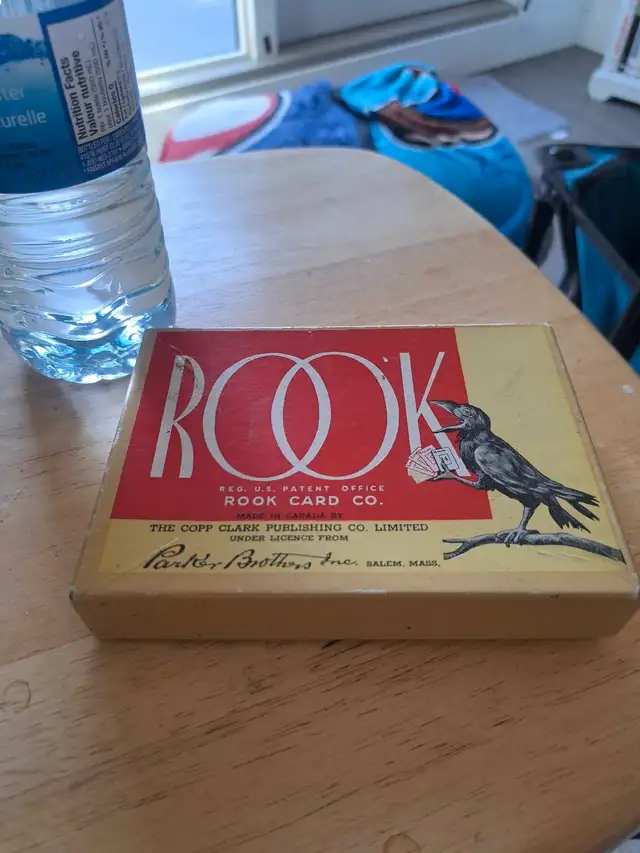 Nutrition Facts
Valeur nutritive
turelle
ROOK
REG. U.S. PATENT OFFICE
ROOK CARD CO.
MADE IN CANADA BY
THE COPP CLARK PUBLISHING CO. LIMITED
UNDER LICENCE FROM
Parker Brothers Inc. SALEM, MASS.